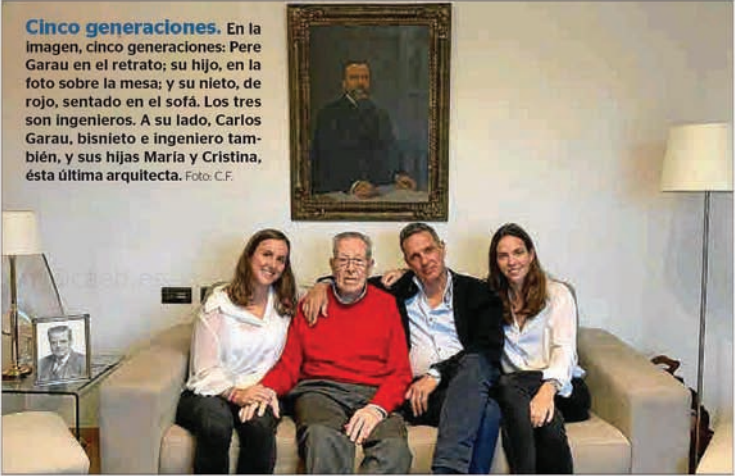 Cinco generaciones. En la
imagen, cinco generaciones: Pere
Garau en el retrato; su hijo, en la
foto sobre la mesa; y su nieto, de
rojo, sentado en el sofá. Los tres
son ingenieros. A su lado, Carlos
Garau, bisnieto e ingeniero tam-
bién, y sus hijas María y Cristina,
ésta última arquitecta. Foto: C.F.